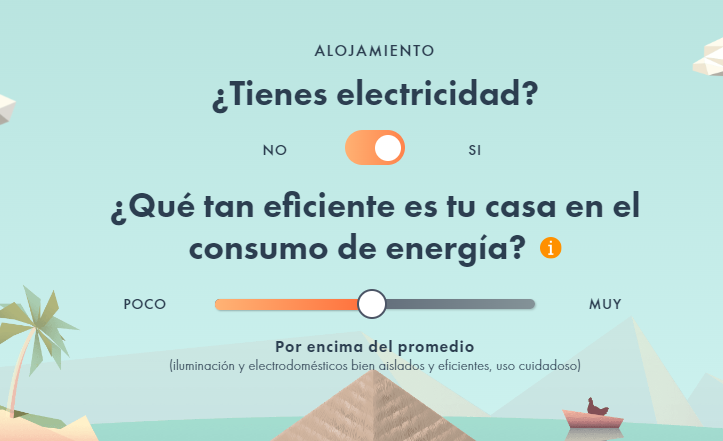 ALOJAMIENTO
¿Tienes electricidad?
NO SI
¿Qué tan eficiente es tu casa en el
consumo de energía? i
POCO MUY
Por encima del promedio
(iluminación y electrodomésticos bien aislados y eficientes, uso cuidadoso)